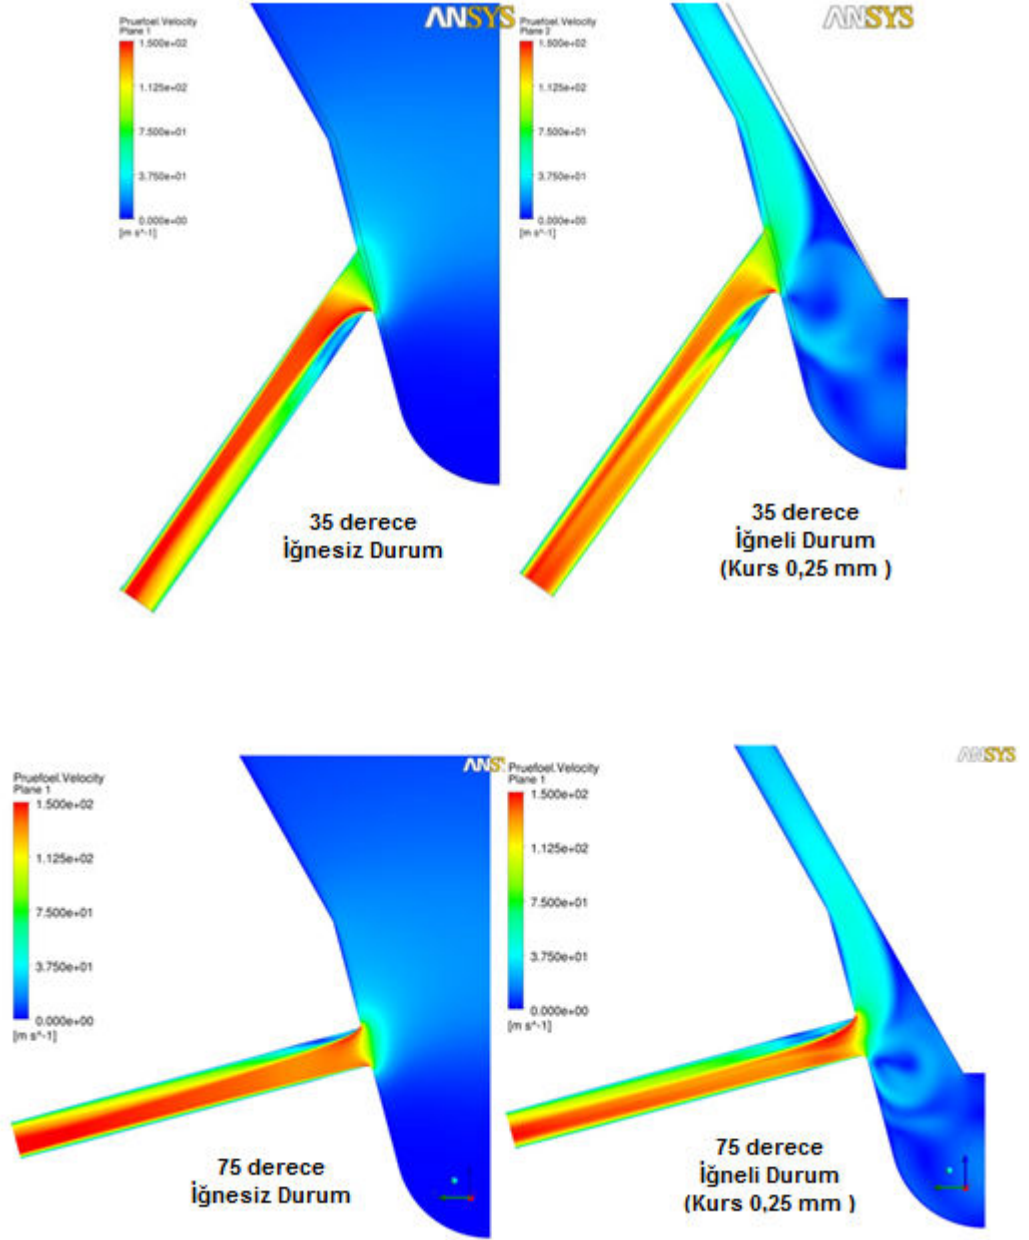 Pruefoel.Velocity
Plane 1
1.500e+02
1.125e+02
7.500e+01
3.750e+01
0.000e+00
[m s^-1]
ANSYS
35 derece
İğnesiz Durum
Pruefoel.Velocity
Plane 2
1.500e+02
1.125e+02
7.500e+01
3.750e+01
0.000e+00
[m s^-1]
ANSYS
35 derece
İğneli Durum
(Kurs 0,25 mm )
Pruefoel.Velocity
Plane 1
1.500e+02
1.125e+02
7.500e+01
3.750e+01
0.000e+00
[m s^-1]
ANS
75 derece
İğnesiz Durum
Pruefoel.Velocity
Plane 1
1.500e+02
1.125e+02
7.500e+01
3.750e+01
0.000e+00
[m s^-1]
ANSYS
75 derece
İğneli Durum
(Kurs 0,25 mm )